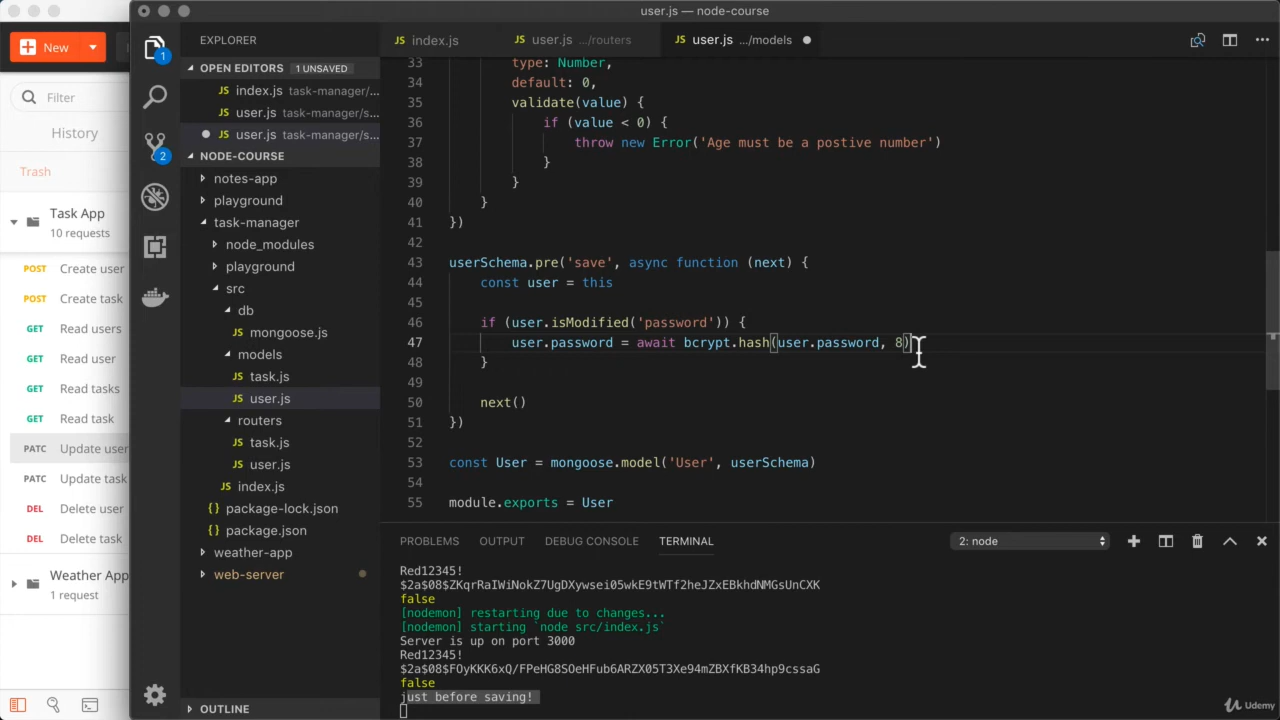 user.js — node-course
New
Filter
History
Trash
Task App
10 requests
POST Create user
POST Create task
GET Read users
GET Read user
GET Read tasks
GET Read task
PATC Update user
PATC Update task
DEL Delete user
DEL Delete task
Weather App
1 request
1
2
EXPLORER
OPEN EDITORS 1 UNSAVED
JS index.js task-manager/...
JS user.js task-manager/s...
JS user.js task-manager/s...
NODE-COURSE
notes-app
playground
task-manager
node_modules
playground
src
db
JS mongoose.js
models
JS task.js
JS user.js
routers
JS task.js
JS user.js
JS index.js
{ } package-lock.json
{ } package.json
weather-app
web-server
OUTLINE
JS index.js
JS user.js .../routers
JS user.js .../models
33 type: Number,
34 default: 0,
35 validate(value) {
36 if (value < 0) {
37 throw new Error('Age must be a postive number')
38 }
39 }
40 }
41 })
42
43 userSchema.pre('save', async function (next) {
44 const user = this
45
46 if (user.isModified('password')) {
47 user.password = await bcrypt.hash(user.password, 8)
48 }
49
50 next()
51 })
52
53 const User = mongoose.model('User', userSchema)
54
55 module.exports = User
PROBLEMS OUTPUT DEBUG CONSOLE TERMINAL 2: node
Red12345!
$2a$08$ZKqrRaIWiNokZ7UgDXywsei05wkE9tWTf2heJZxEBkhdNMGsUnCXK
false
[nodemon] restarting due to changes...
[nodemon] starting `node src/index.js`
Server is up on port 3000
Red12345!
$2a$08$FOyKKK6xQ/FPeHG8SOeHFub6ARZX05T3Xe94mZBXfKB34hp9cssaG
false
just before saving!
Udemy